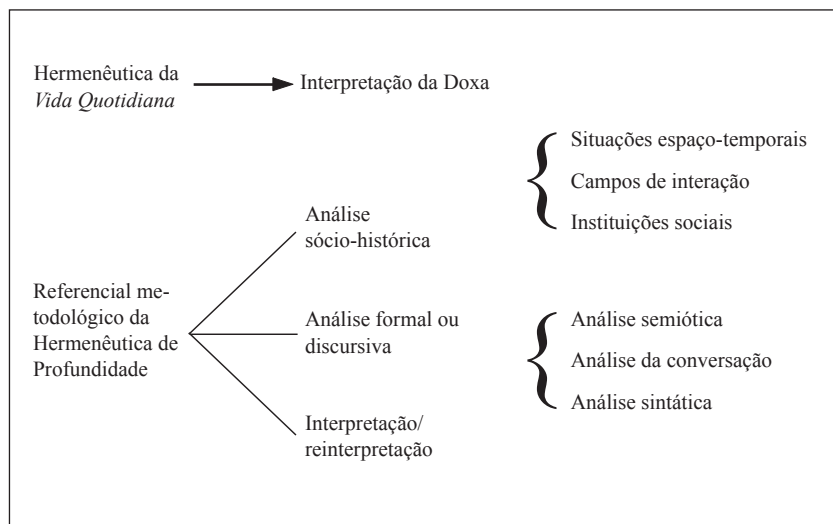 Hermenêutica da
Vida Quotidiana
Interpretação da Doxa
Situações espaço-temporais
Campos de interação
Instituições sociais
Análise
sócio-histórica
Referencial me-
todológico da
Hermenêutica de
Profundidade
Análise formal ou
discursiva
Análise semiótica
Análise da conversação
Análise sintática
Interpretação/
reinterpretação